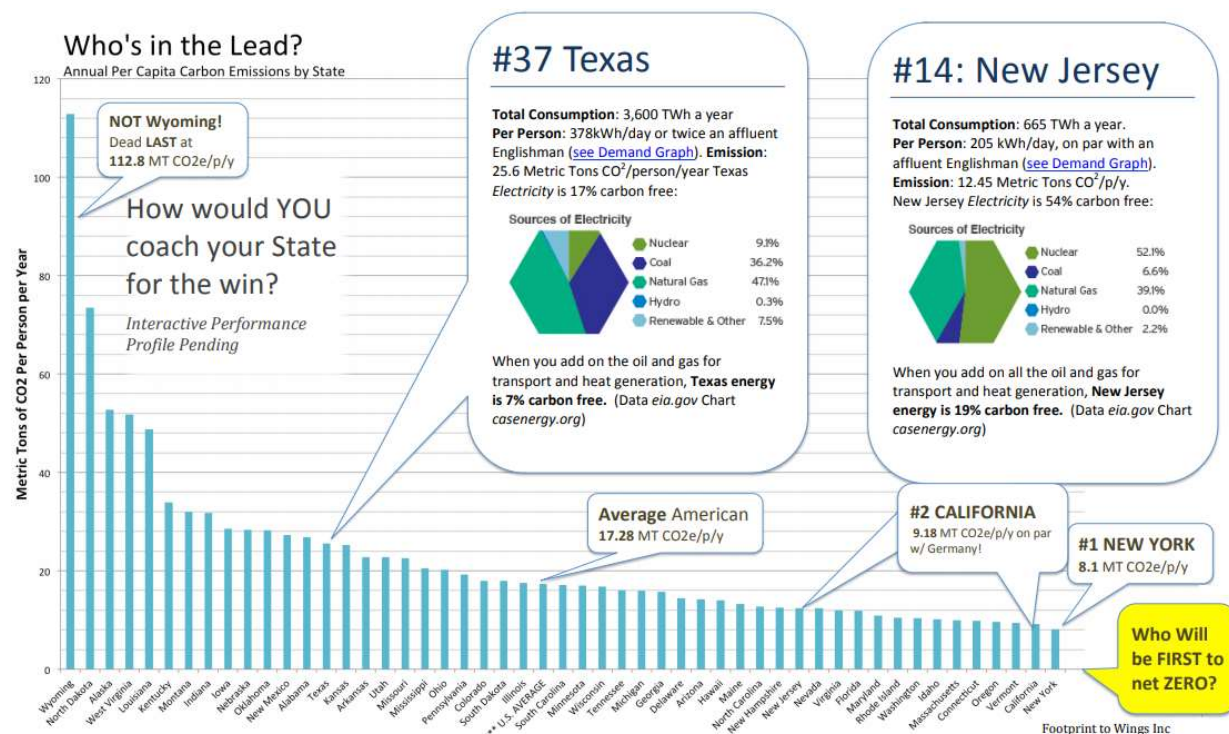 Who's in the Lead?
Annual Per Capita Carbon Emissions by State
Metric Tons of CO2 Per Person per Year
120
100
80
60
40
20
0
NOT Wyoming!
Dead LAST at
112.8 MT CO2e/p/y
How would YOU
coach your State
for the win?
Interactive Performance
Profile Pending
#37 Texas
Total Consumption: 3,600 TWh a year
Per Person: 378kWh/day or twice an affluent
Englishman (see Demand Graph). Emission:
25.6 Metric Tons CO²/person/year Texas
Electricity is 17% carbon free:
Sources of Electricity
Nuclear 9.1%
Coal 36.2%
Natural Gas 47.1%
Hydro 0.3%
Renewable & Other 7.5%
When you add on the oil and gas for
transport and heat generation, Texas energy
is 7% carbon free. (Data eia.gov Chart
casenergy.org)
#14: New Jersey
Total Consumption: 665 TWh a year.
Per Person: 205 kWh/day, on par with an
affluent Englishman (see Demand Graph).
Emission: 12.45 Metric Tons CO²/p/y.
New Jersey Electricity is 54% carbon free:
Sources of Electricity
Nuclear 52.1%
Coal 6.6%
Natural Gas 39.1%
Hydro 0.0%
Renewable & Other 2.2%
When you add on all the oil and gas for
transport and heat generation, New Jersey
energy is 19% carbon free. (Data eia.gov Chart
casenergy.org)
Average American
17.28 MT CO2e/p/y
#2 CALIFORNIA
9.18 MT CO2e/p/y on par
w/ Germany!
#1 NEW YORK
8.1 MT CO2e/p/y
Who Will
be FIRST to
net ZERO?
Wyoming
North Dakota
Alaska
West Virginia
Louisiana
Kentucky
Montana
Indiana
Iowa
Nebraska
Oklahoma
New Mexico
Alabama
Texas
Kansas
Arkansas
Utah
Missouri
Mississippi
Ohio
Pennsylvania
Colorado
South Dakota
Illinois
** U.S. AVERAGE
South Carolina
Minnesota
Wisconsin
Tennessee
Michigan
Georgia
Delaware
Arizona
Hawaii
Maine
North Carolina
New Hampshire
New Jersey
Nevada
Virginia
Florida
Maryland
Rhode Island
Washington
Idaho
Massachusetts
Connecticut
Oregon
Vermont
California
New York
Footprint to Wings Inc